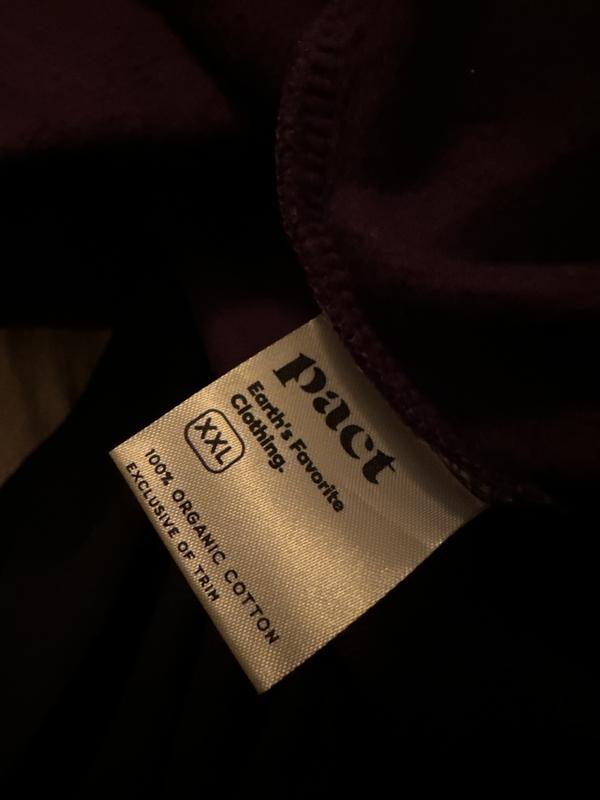 pact
Earth's Favorite
Clothing.
XXL
100% ORGANIC COTTON
EXCLUSIVE OF TRIM